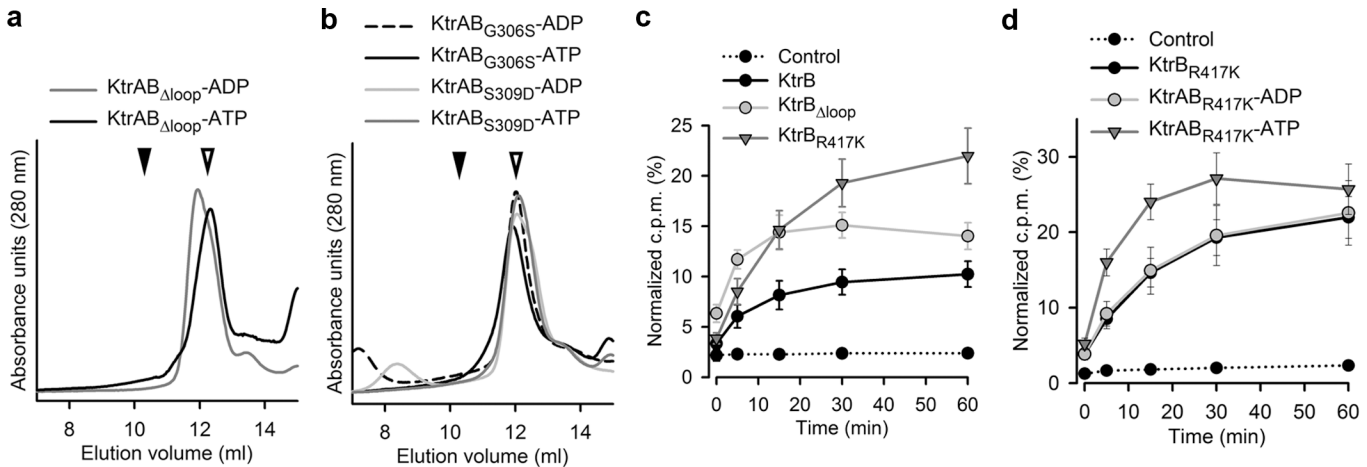 a
KtrAB_Δloop-ADP
KtrAB_Δloop-ATP
Absorbance units (280 nm)
8 10 12 14
Elution volume (ml)
b
KtrAB_G306S-ADP
KtrAB_G306S-ATP
KtrAB_S309D-ADP
KtrAB_S309D-ATP
Absorbance units (280 nm)
8 10 12 14
Elution volume (ml)
c
Control
KtrB
KtrB_Δloop
KtrB_R417K
Normalized c.p.m. (%)
25
20
15
10
5
0
0 10 20 30 40 50 60
Time (min)
d
Control
KtrB_R417K
KtrAB_R417K-ADP
KtrAB_R417K-ATP
Normalized c.p.m. (%)
30
20
10
0
0 10 20 30 40 50 60
Time (min)